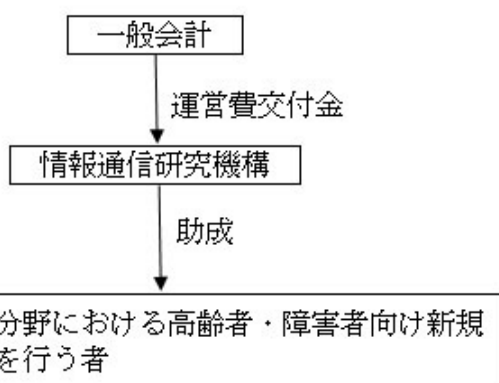 一般会計
運営費交付金
情報通信研究機構
助成
分野における高齢者・障害者向け新規
を行う者